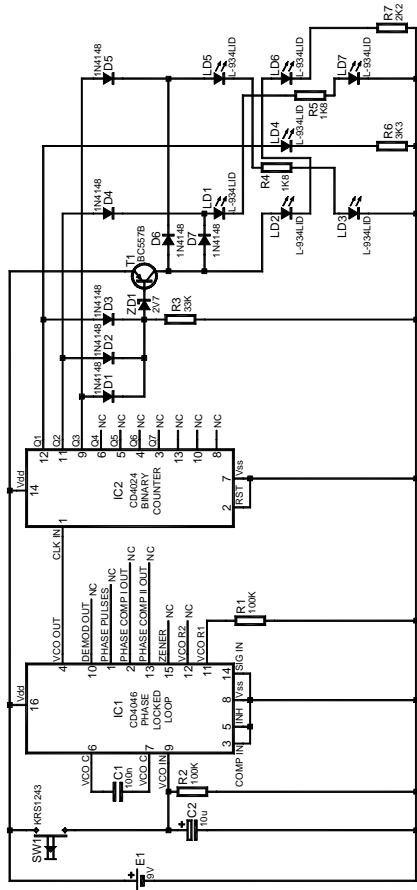 SW1
KRS1243
E1
9V
C2
10u
R2
100K
C1
100n
VCO C
6
VCO C
7
VCO IN
9
Vdd
16
IC1
CD4046
PHASE
LOCKED
LOOP
3
COMP IN
5
INH
8
Vss
14
SIG IN
VCO OUT
4
DEMOD OUT
10
NC
PHASE PULSES
1
NC
PHASE COMP I OUT
2
NC
PHASE COMP II OUT
13
NC
ZENER
15
NC
VCO R2
12
NC
VCO R1
11
R1
100K
CLK IN
1
Vdd
14
IC2
CD4024
BINARY
COUNTER
2
RST
7
Vss
12
Q1
11
Q2
9
Q3
6
Q4
NC
5
Q5
NC
4
Q6
NC
3
Q7
NC
13
NC
10
NC
8
NC
1N4148
D1
1N4148
D2
1N4148
D3
ZD1
2V7
R3
33K
T1
BC557B
D6
1N4148
D7
1N4148
1N4148
D4
1N4148
D5
LD1
L-934LID
LD5
L-934LID
LD2
L-934LID
LD3
L-934LID
R4
1K8
LD4
L-934LID
LD6
L-934LID
R5
1K8
LD7
L-934LID
R6
3K3
R7
2K2